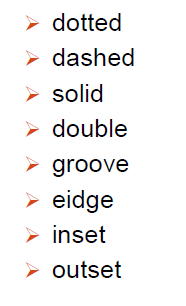 dotted
dashed
solid
double
groove
eidge
inset
outset